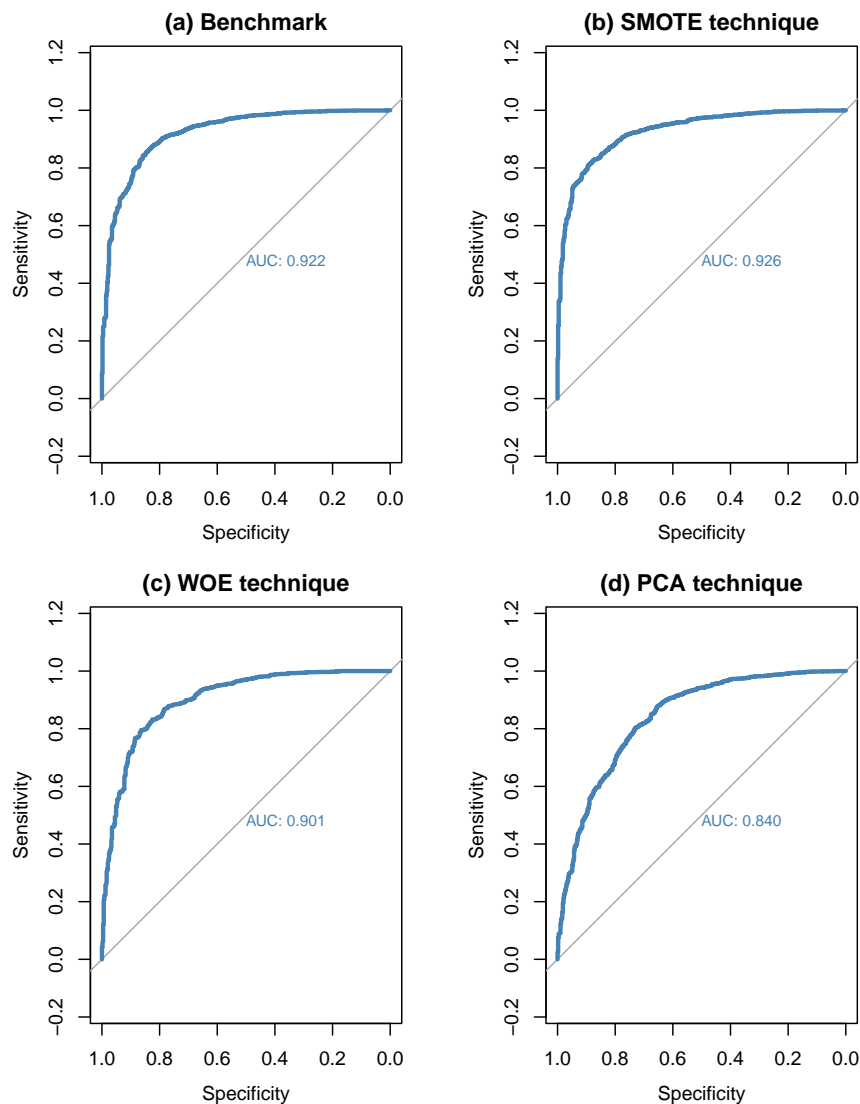 (a) Benchmark
1.2
1.0
0.8
0.6
0.4
0.2
0.0
−0.2
Sensitivity
AUC: 0.922
1.0 0.8 0.6 0.4 0.2 0.0
Specificity
(b) SMOTE technique
1.2
1.0
0.8
0.6
0.4
0.2
0.0
−0.2
Sensitivity
AUC: 0.926
1.0 0.8 0.6 0.4 0.2 0.0
Specificity
(c) WOE technique
1.2
1.0
0.8
0.6
0.4
0.2
0.0
−0.2
Sensitivity
AUC: 0.901
1.0 0.8 0.6 0.4 0.2 0.0
Specificity
(d) PCA technique
1.2
1.0
0.8
0.6
0.4
0.2
0.0
−0.2
Sensitivity
AUC: 0.840
1.0 0.8 0.6 0.4 0.2 0.0
Specificity